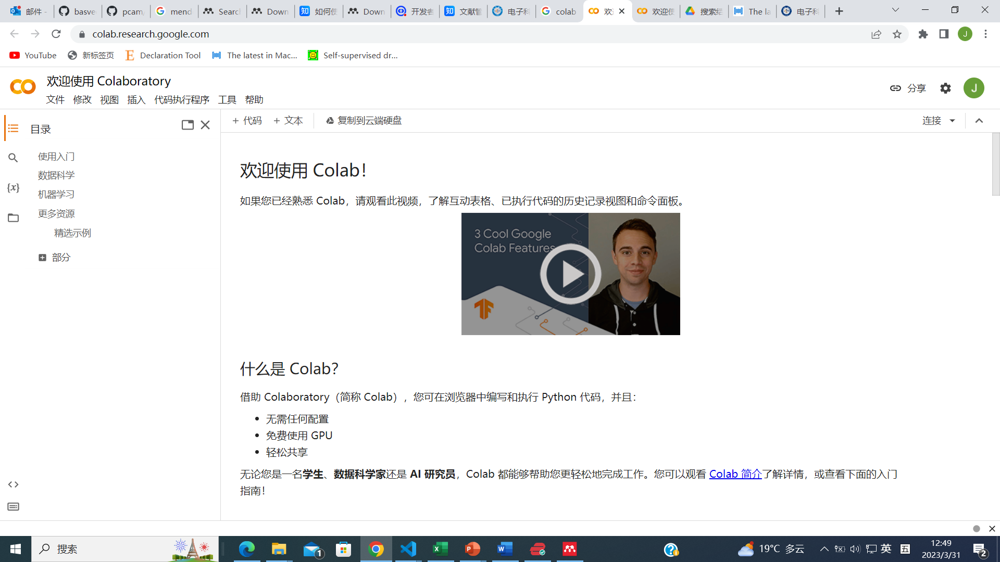 邮件 -
basve
pcam
mend
Search
Down
如何使
Down
开发者
文献管
电子科
colab
欢
欢迎使
搜索结
The la
电子科
colab.research.google.com
J
YouTube
新标签页
Declaration Tool
The latest in Mac...
Self-supervised dr...
欢迎使用 Colaboratory
文件 修改 视图 插入 代码执行程序 工具 帮助
分享
J
目录
+ 代码 + 文本
复制到云端硬盘
连接
使用入门
数据科学
{x}
机器学习
更多资源
精选示例
部分
欢迎使用 Colab!
如果您已经熟悉 Colab，请观看此视频，了解互动表格、已执行代码的历史记录视图和命令面板。
3 Cool Google
Colab Features
什么是 Colab?
借助 Colaboratory（简称 Colab），您可在浏览器中编写和执行 Python 代码，并且：
• 无需任何配置
• 免费使用 GPU
• 轻松共享
无论您是一名学生、数据科学家还是 AI 研究员，Colab 都能够帮助您更轻松地完成工作。您可以观看 Colab 简介了解详情，或查看下面的入门
指南！
搜索
1
19°C 多云
英
五
12:49
2023/3/31
2